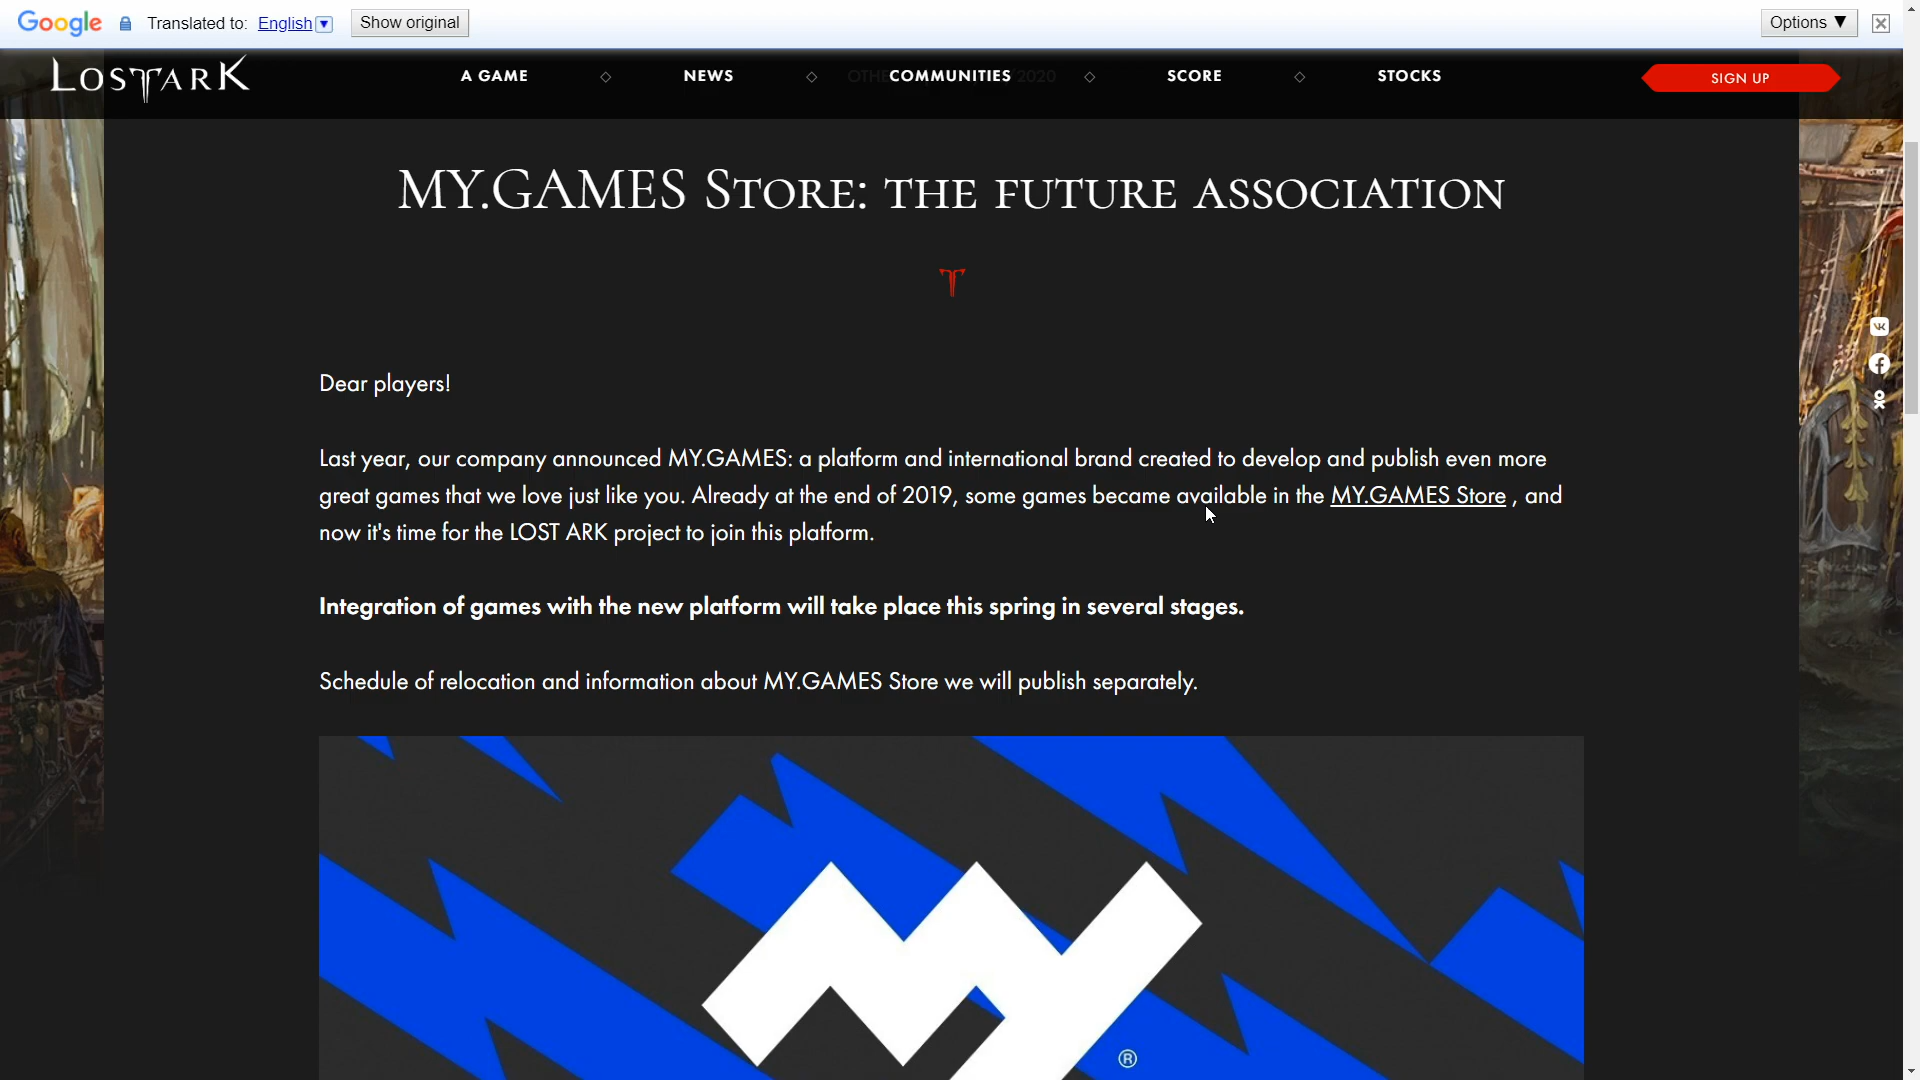 Google Translated to: English ▼ Show original Options ▼
LOST ARK A GAME NEWS COMMUNITIES 2020 SCORE STOCKS SIGN UP
MY.GAMES Store: the future association
Dear players!
Last year, our company announced MY.GAMES: a platform and international brand created to develop and publish even more
great games that we love just like you. Already at the end of 2019, some games became available in the MY.GAMES Store , and
now it's time for the LOST ARK project to join this platform.
Integration of games with the new platform will take place this spring in several stages.
Schedule of relocation and information about MY.GAMES Store we will publish separately.
MY
®